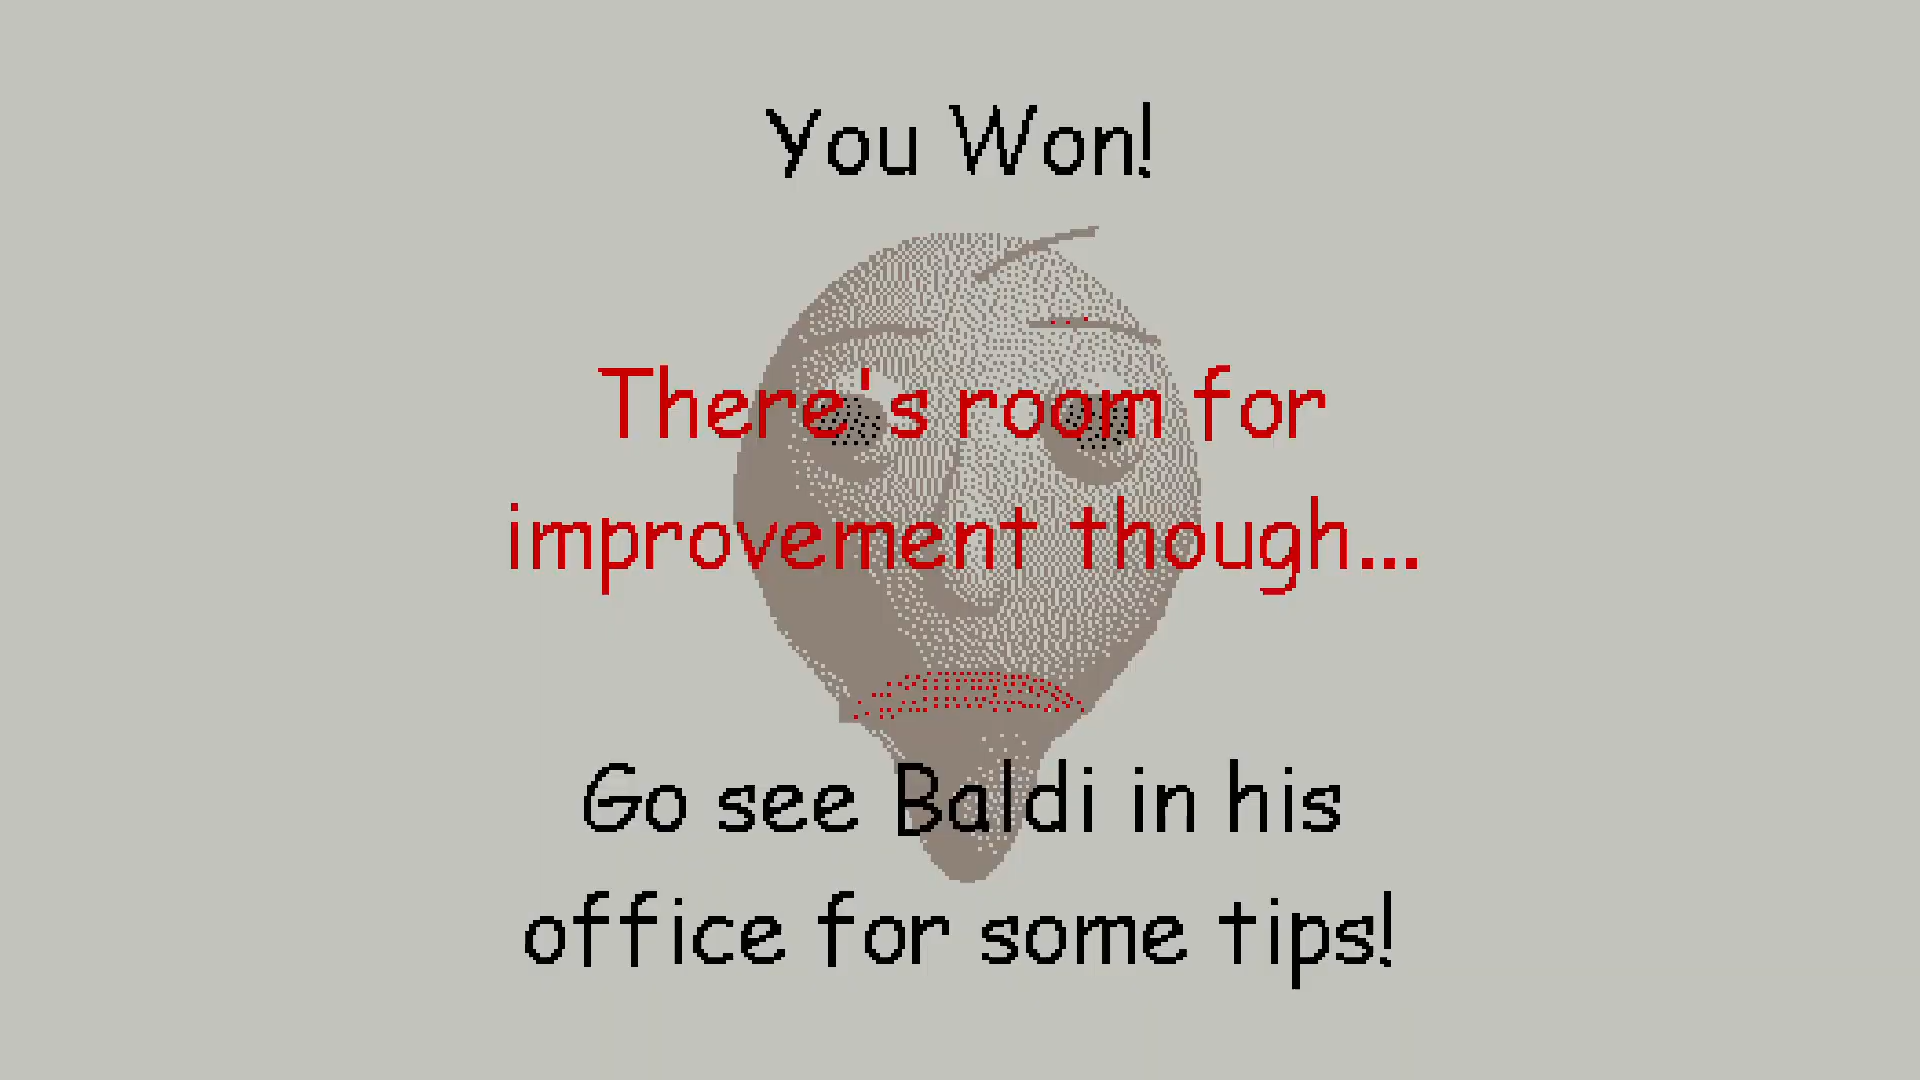 You Won!
There's room for
improvement though...
Go see Baldi in his
office for some tips!